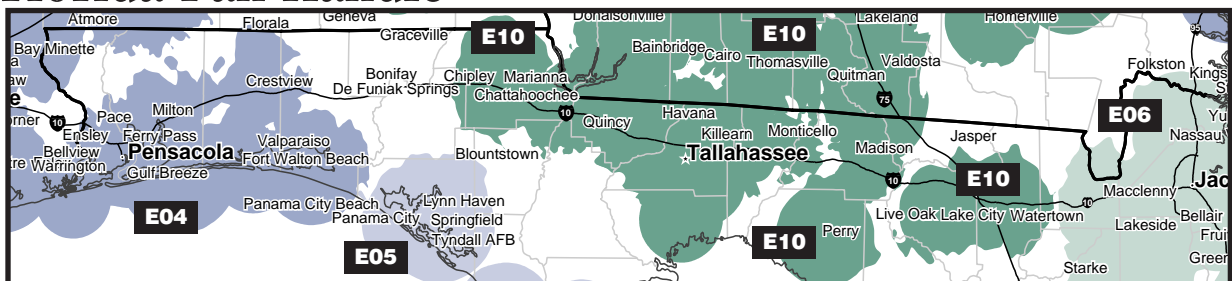 Atmore
Florala
Geneva
Donalsonville
Lakeland
Homerville
Graceville
E10
E10
95
Bay Minette
Bainbridge
Cairo
Thomasville
Valdosta
Folkston
Chipley
Marianna
Quitman
Crestview
Bonifay
De Funiak Springs
Chattahoochee
75
E06
Milton
Pace
10
10
Quincy
Havana
Ensley
Ferry Pass
Valparaiso
Killearn
Monticello
Jasper
Nassau
Bellview
Pensacola
Fort Walton Beach
Blountstown
Tallahassee
Madison
Warrington
Gulf Breeze
10
E10
Macclenny
10
Panama City Beach
Lynn Haven
E04
Panama City
Springfield
Live Oak
Lake City
Watertown
Bellair
Lakeside
Tyndall AFB
E10
Perry
E05
Starke